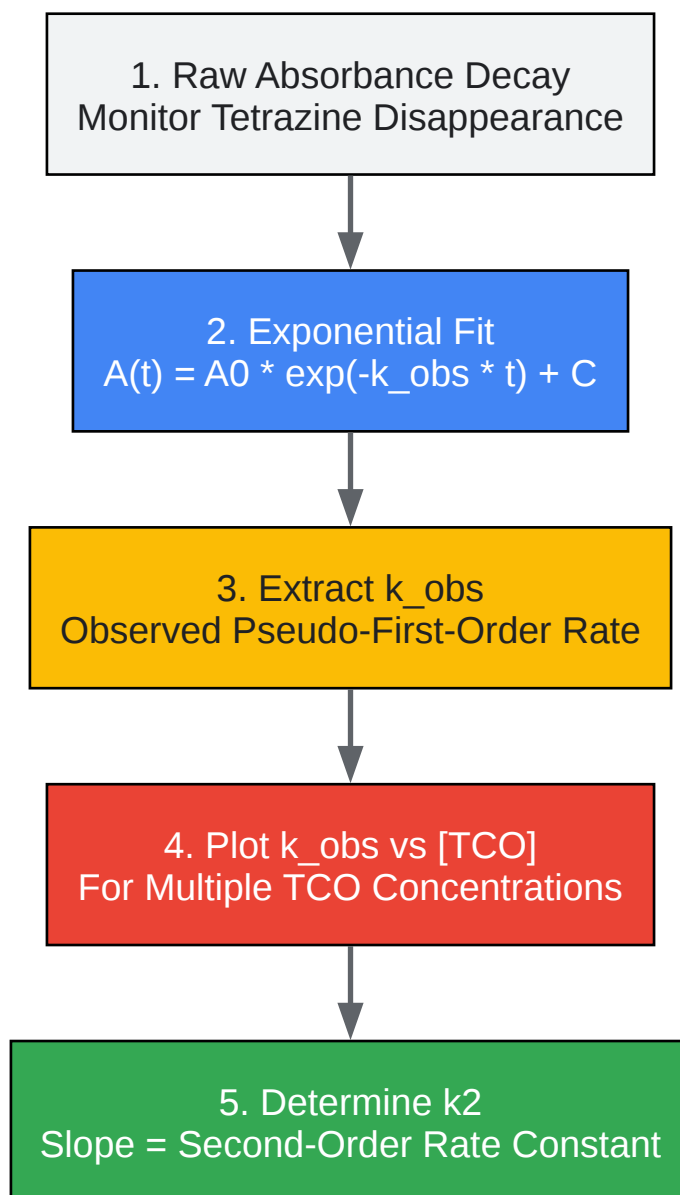 1. Raw Absorbance Decay
Monitor Tetrazine Disappearance
2. Exponential Fit
A(t) = A0 * exp(-k_obs * t) + C
3. Extract k_obs
Observed Pseudo-First-Order Rate
4. Plot k_obs vs [TCO]
For Multiple TCO Concentrations
5. Determine k2
Slope = Second-Order Rate Constant